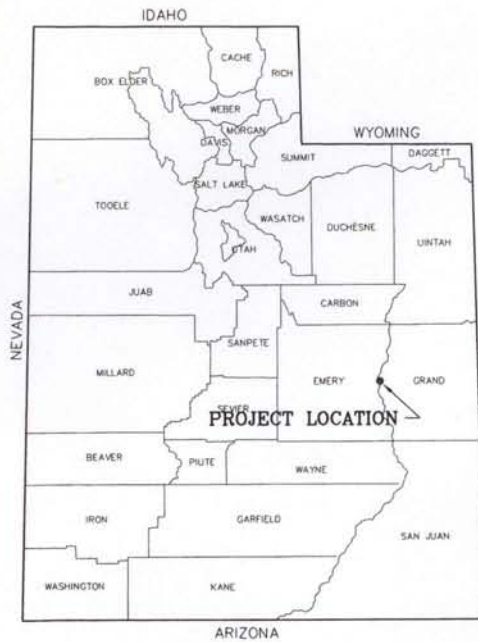 IDAHO
CACHE
RICH
BOX ELDER
WEBER
MORGAN
DAVIS
WYOMING
SUMMIT
DAGGETT
SALT LAKE
TOOELE
WASATCH
DUCHESNE
UTAH
UINTAH
JUAB
CARBON
NEVADA
SANPETE
MILLARD
EMERY
GRAND
SEVIER
PROJECT LOCATION
BEAVER
PIUTE
WAYNE
IRON
GARFIELD
SAN JUAN
WASHINGTON
KANE
ARIZONA